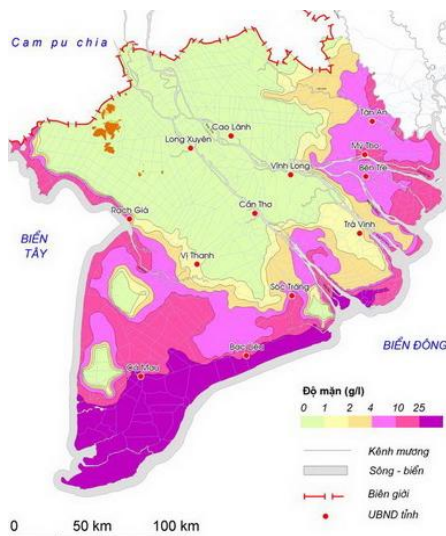 Cam pu chia
Tân An
Cao Lãnh
Long Xuyên
Mỹ Tho
Bến Tre
Vĩnh Long
Cần Thơ
Rạch Giá
Trà Vinh
BIỂN
TÂY
Vị Thanh
Sóc Trăng
BIỂN ĐÔNG
Bạc Liêu
Cà Mau
Độ mặn (g/l)
0 1 2 4 10 25
Kênh mương
Sông - biển
Biên giới
UBND tỉnh
0 50 km 100 km